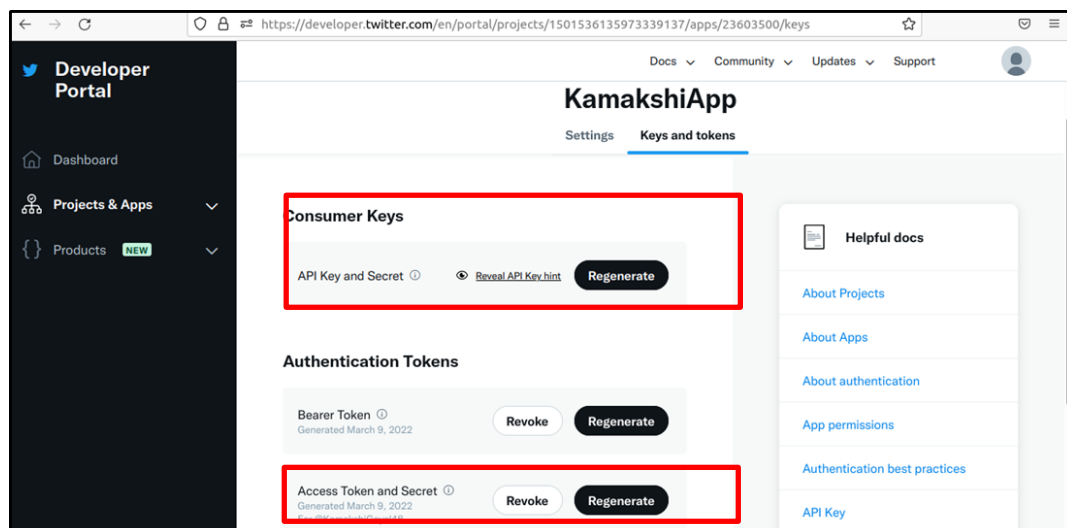 https://developer.twitter.com/en/portal/projects/1501536135973339137/apps/23603500/keys
Developer
Portal
Docs
Community
Updates
Support
KamakshiApp
Settings
Keys and tokens
Dashboard
Projects & Apps
Products NEW
Consumer Keys
API Key and Secret
Reveal API Key hint
Regenerate
Authentication Tokens
Bearer Token
Generated March 9, 2022
Revoke
Regenerate
Access Token and Secret
Generated March 9, 2022
Revoke
Regenerate
Helpful docs
About Projects
About Apps
About authentication
App permissions
Authentication best practices
API Key